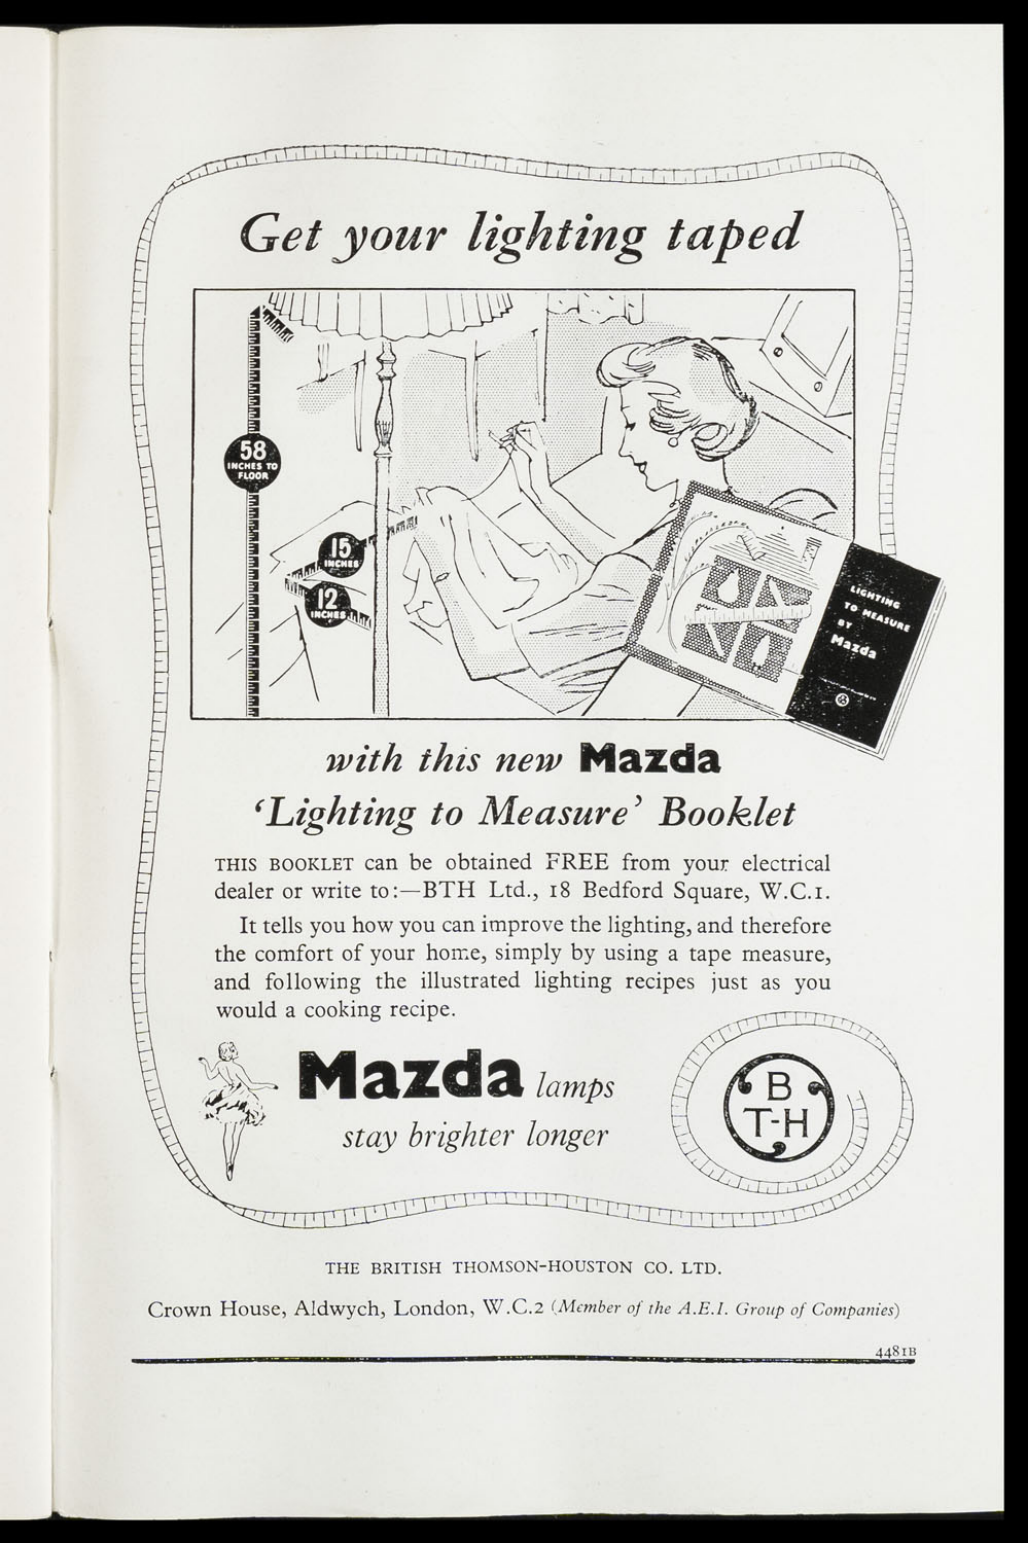 Get your lighting taped
58
INCHES TO
FLOOR
15
INCHES
12
INCHES
LIGHTING
TO MEASURE
BY
Mazda
with this new Mazda
‘Lighting to Measure’ Booklet
THIS BOOKLET can be obtained FREE from your electrical
dealer or write to:—BTH Ltd., 18 Bedford Square, W.C.1.
It tells you how you can improve the lighting, and therefore
the comfort of your home, simply by using a tape measure,
and following the illustrated lighting recipes just as you
would a cooking recipe.
Mazda lamps
stay brighter longer
B
T-H
THE BRITISH THOMSON-HOUSTON CO. LTD.
Crown House, Aldwych, London, W.C.2 (Member of the A.E.I. Group of Companies)
4481B